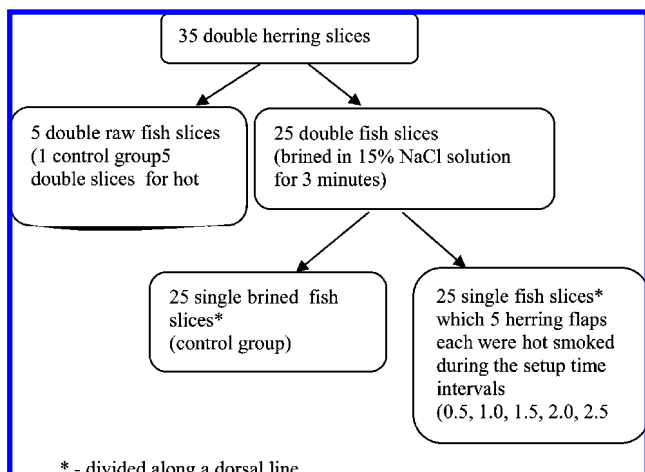 35 double herring slices
5 double raw fish slices
(1 control group5
double slices for hot
25 double fish slices
(brined in 15% NaCl solution
for 3 minutes)
25 single brined fish
slices*
(control group)
25 single fish slices*
which 5 herring flaps
each were hot smoked
during the setup time
intervals
(0.5, 1.0, 1.5, 2.0, 2.5
* - divided along a dorsal line